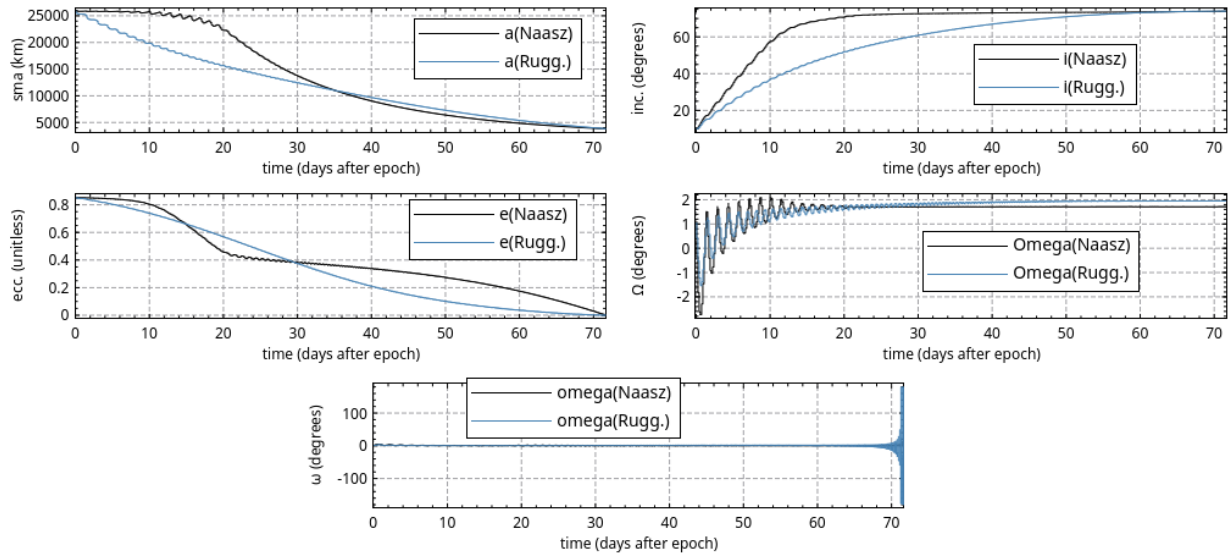 25000
20000
15000
10000
5000
sma (km)
a(Naasz)
a(Rugg.)
0 10 20 30 40 50 60 70
time (days after epoch)
60
40
20
inc. (degrees)
i(Naasz)
i(Rugg.)
0 10 20 30 40 50 60 70
time (days after epoch)
0.8
0.6
0.4
0.2
0
ecc. (unitless)
e(Naasz)
e(Rugg.)
0 10 20 30 40 50 60 70
time (days after epoch)
2
1
0
-1
-2
Ω
Omega(Naasz)
Omega(Rugg.)
0 10 20 30 40 50 60 70
time (days after epoch)
100
0
-100
ω (degrees)
omega(Naasz)
omega(Rugg.)
0 10 20 30 40 50 60 70
time (days after epoch)